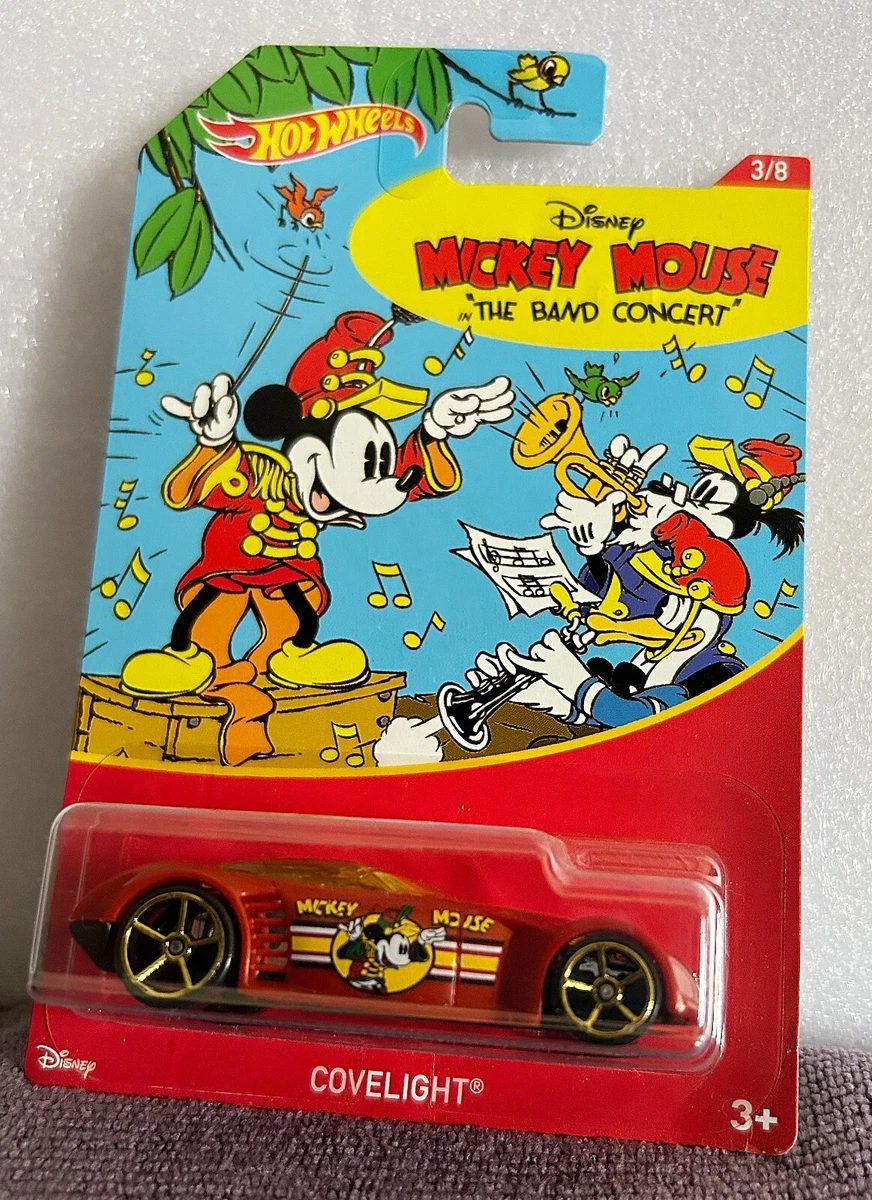 HOT WHEELS
3/8
Disney
MICKEY MOUSE
IN "THE BAND CONCERT"
MICKEY MOUSE
Disney
COVELIGHT®
3+